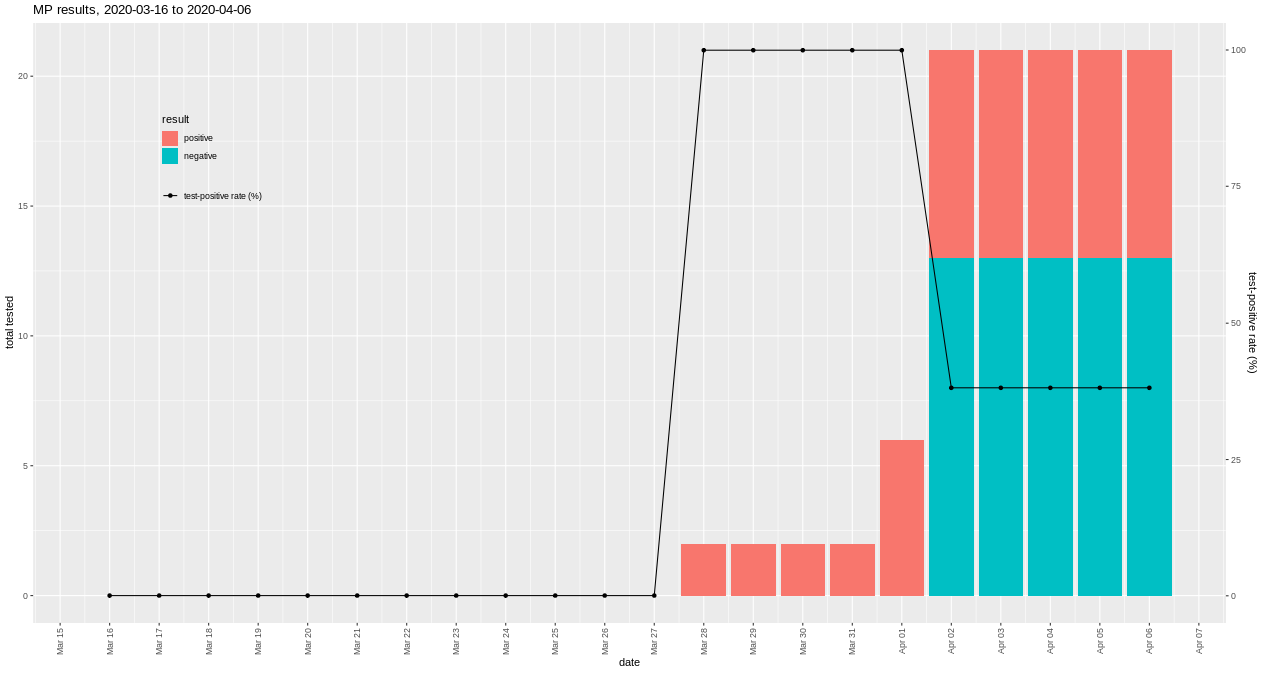 MP results, 2020-03-16 to 2020-04-06
total tested
20
15
10
5
0
result
positive
negative
test-positive rate (%)
100
75
50
25
0
test-positive rate (%)
Mar 15
Mar 16
Mar 17
Mar 18
Mar 19
Mar 20
Mar 21
Mar 22
Mar 23
Mar 24
Mar 25
Mar 26
Mar 27
Mar 28
Mar 29
Mar 30
Mar 31
Apr 01
Apr 02
Apr 03
Apr 04
Apr 05
Apr 06
Apr 07
date